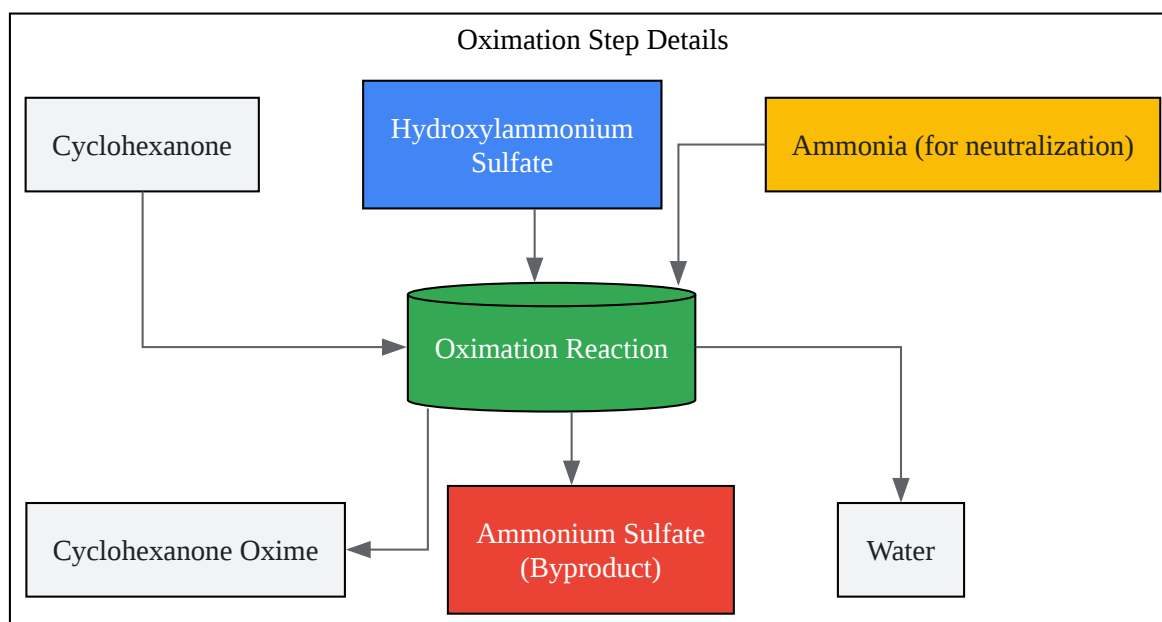 Oximation Step Details
Cyclohexanone
Hydroxylammonium
Sulfate
Ammonia (for neutralization)
Oximation Reaction
Cyclohexanone Oxime
Ammonium Sulfate
(Byproduct)
Water